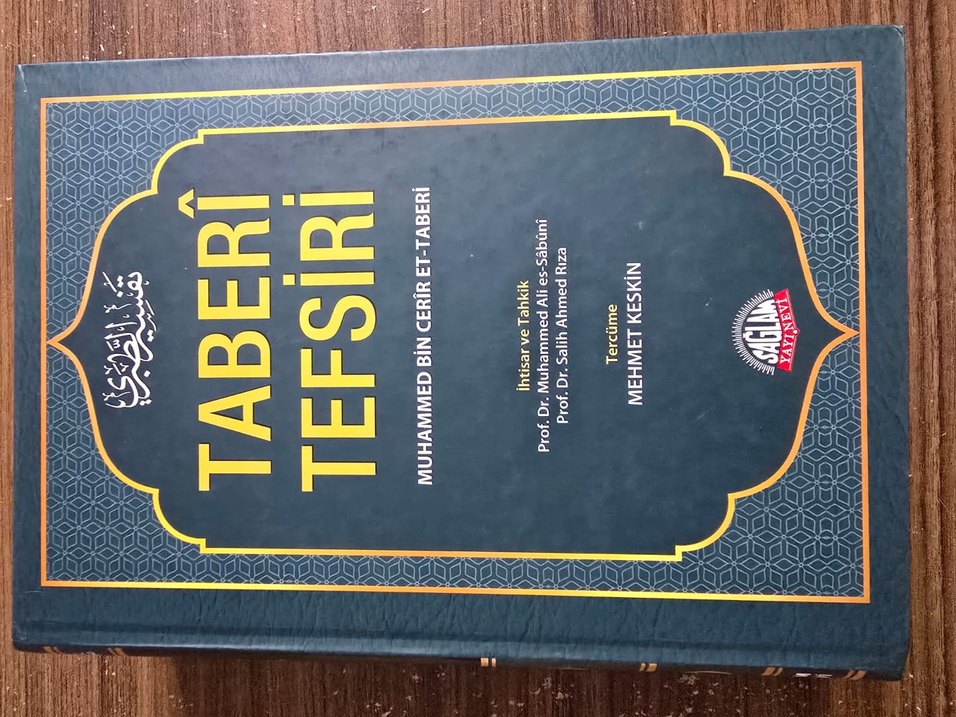 تفسير الطبري
TABERÎ
TEFSİRİ
MUHAMMED BİN CERÎR ET-TABERİ
İhtisar ve Tahkik
Prof. Dr. Muhammed Ali es-Sâbûnî
Prof. Dr. Salih Ahmed Rıza
Tercüme
MEHMET KESKİN
SAĞLAM
YAYINEVİ